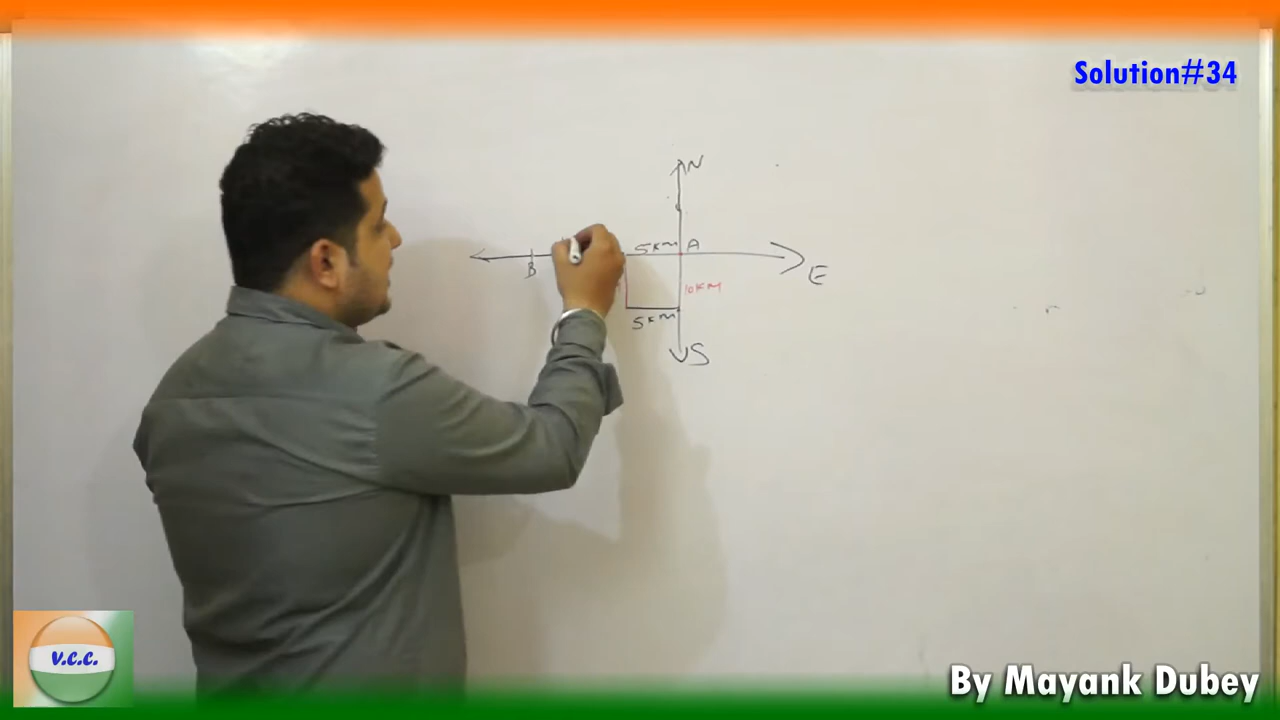 Solution#34
N
5KM A
B
E
10KM
5KM
S
V.C.C.
By Mayank Dubey